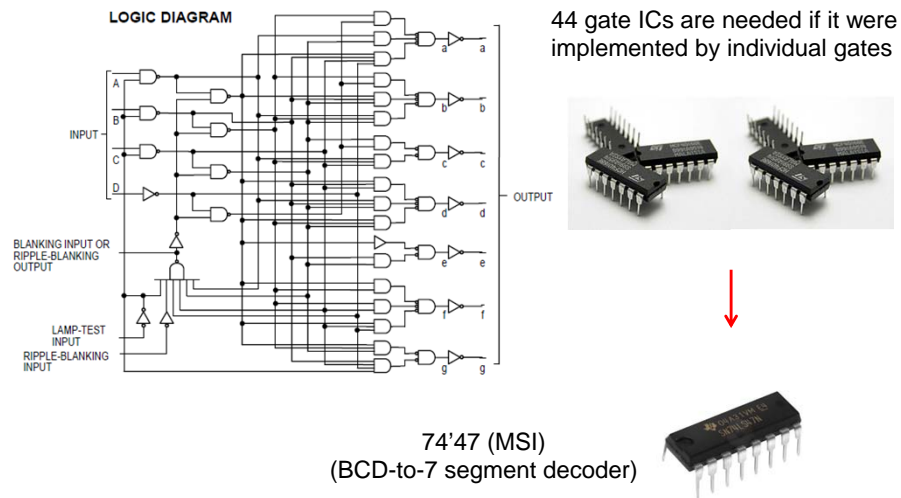 LOGIC DIAGRAM
44 gate ICs are needed if it were
implemented by individual gates
A
B
INPUT
C
D
BLANKING INPUT OR
RIPPLE-BLANKING
OUTPUT
LAMP-TEST
INPUT
RIPPLE-BLANKING
INPUT
a a
b b
c c
d d
e e
f f
g g
OUTPUT
74'47 (MSI)
(BCD-to-7 segment decoder)
SN74LS47N